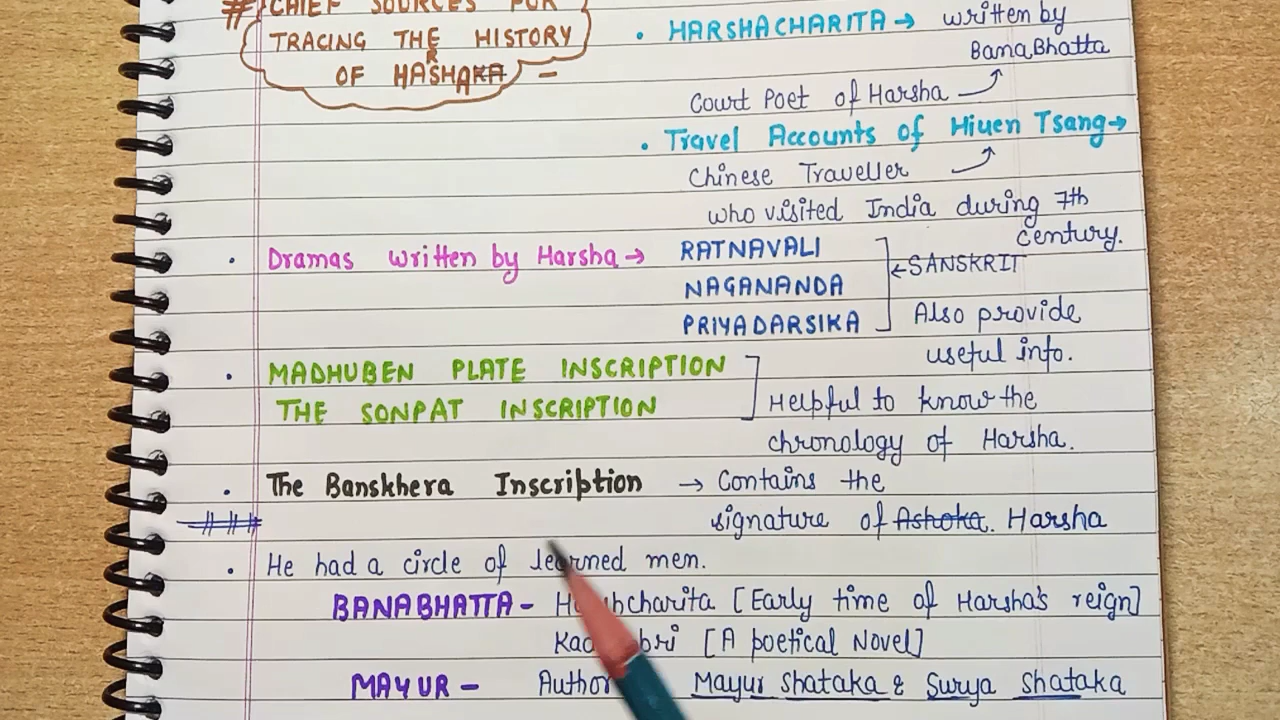 # CHIEF SOURCES FOR
TRACING THE HISTORY
OF HARSHA -
• HARSHACHARITA → written by
BanaBhatta
Court Poet of Harsha
• Travel Accounts of Hiuen Tsang→
Chinese Traveller
who visited India during 7th
century.
• Dramas written by Harsha → RATNAVALI
NAGANANDA ←SANSKRIT
PRIYADARSIKA Also provide
useful info.
• MADHUBEN PLATE INSCRIPTION
THE SONPAT INSCRIPTION Helpful to know the
chronology of Harsha.
• The Banskhera Inscription → Contains the
### signature of Ashoka. Harsha
• He had a circle of learned men.
BANABHATTA - Harshcharita [Early time of Harsha's reign]
[A poetical Novel]
MAYUR - Author Mayur Shataka & Surya Shataka